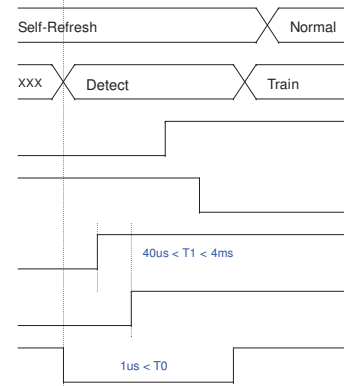 Self-Refresh Normal
xxx Detect Train
40us < T1 < 4ms
1us < T0